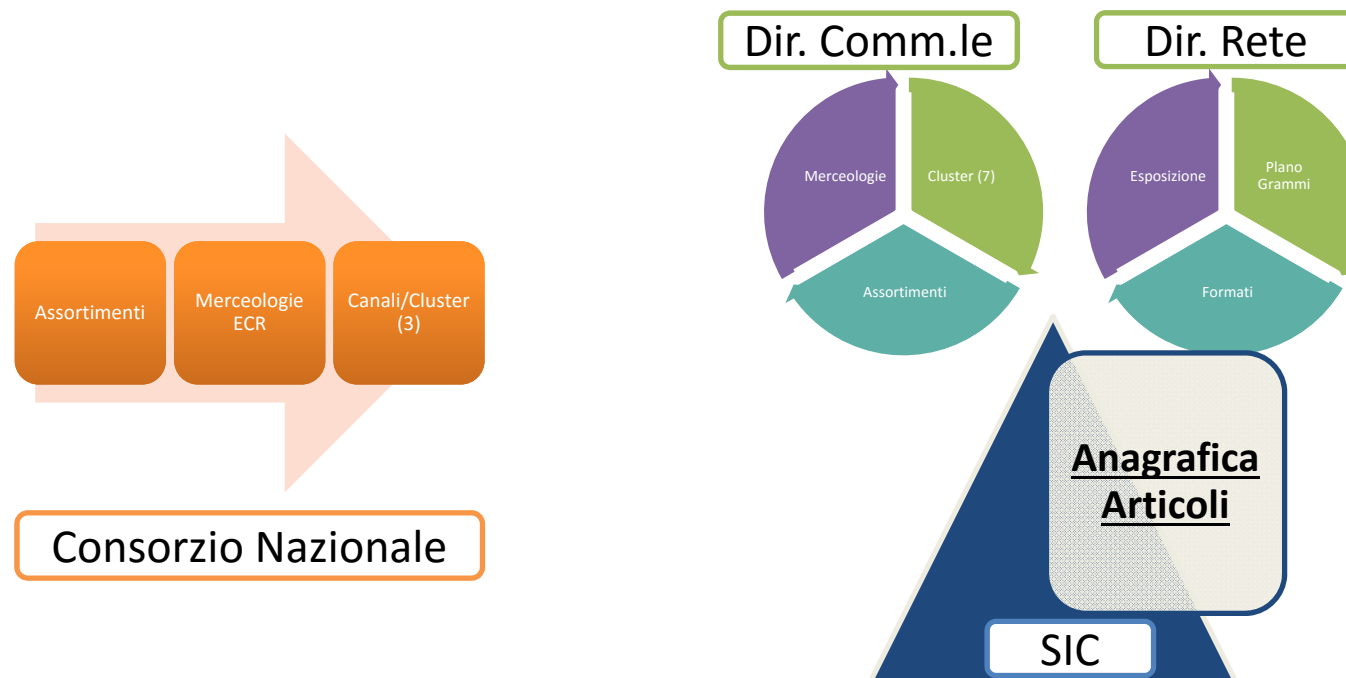 Dir. Comm.le
Dir. Rete
Merceologie
Cluster (7)
Assortimenti
Esposizione
Plano
Grammi
Formati
Assortimenti
Merceologie
ECR
Canali/Cluster
(3)
Consorzio Nazionale
Anagrafica
Articoli
SIC